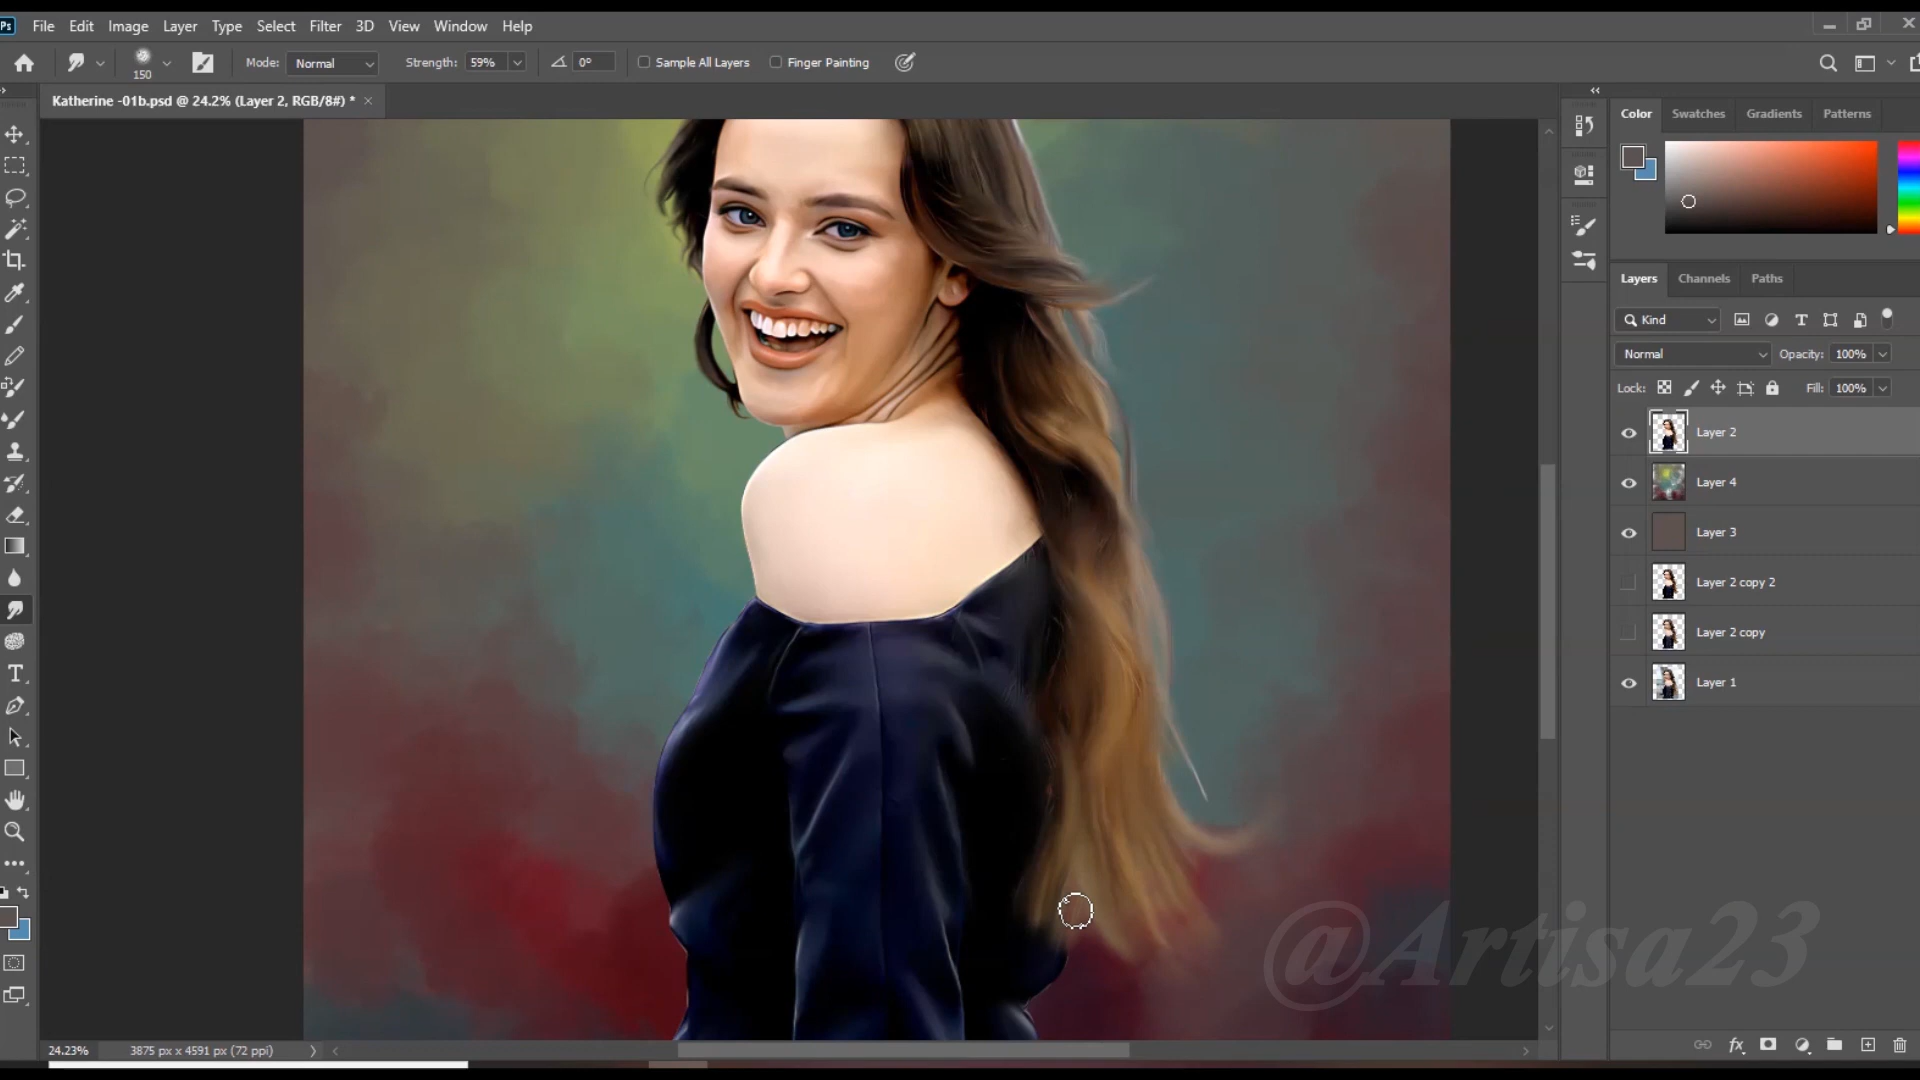 Ps File Edit Image Layer Type Select Filter 3D View Window Help
150 Mode: Normal Strength: 59% 0° Sample All Layers Finger Painting
Katherine -01b.psd @ 24.2% (Layer 2, RGB/8#) * ×
Color Swatches Gradients Patterns
Layers Channels Paths
Kind
Normal Opacity: 100%
Lock: Fill: 100%
Layer 2
Layer 4
Layer 3
Layer 2 copy 2
Layer 2 copy
Layer 1
@Artisa23
24.23% 3875 px x 4591 px (72 ppi)